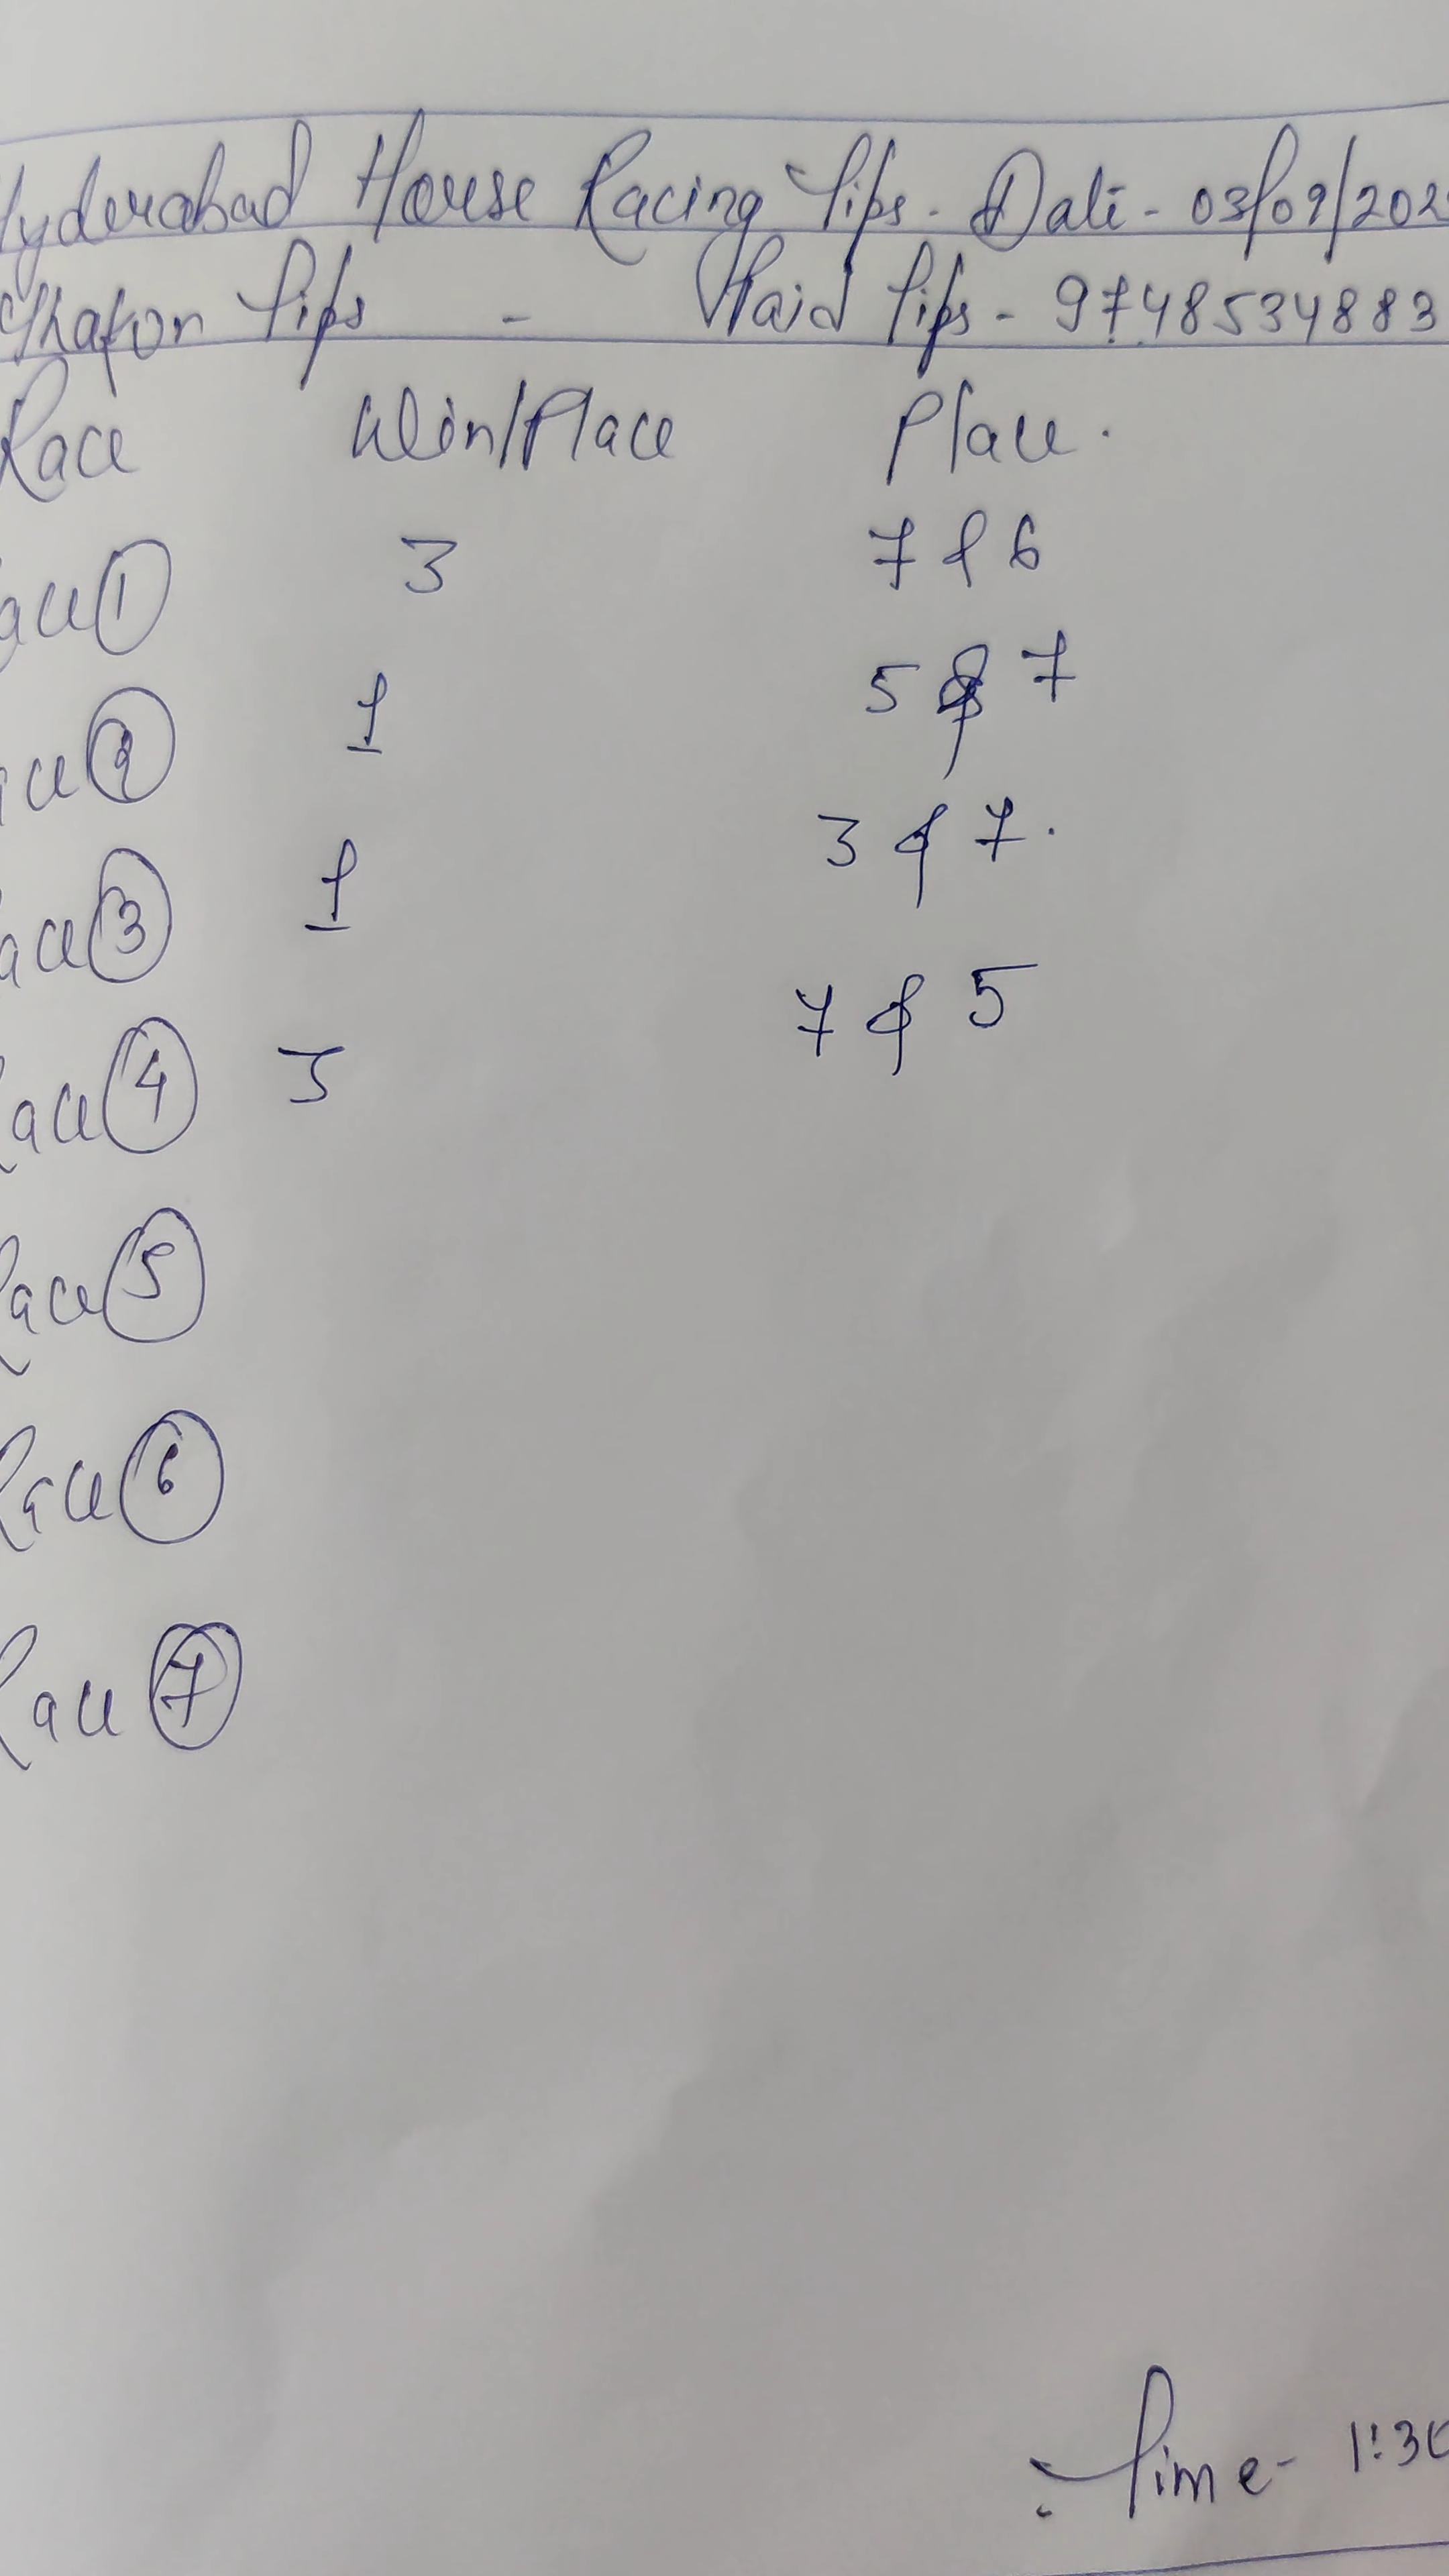 Hyderabad House Racing Tips - Date - 03/09/202
Tips - Paid Tips - 9748534883
Race Win/Place Place.
Race 1 3 7 & 6
Race 2 1 5 & 7
Race 3 1 3 & 7.
Race 4 3 7 & 5
Race 5
Race 6
Race 7
Time - 1:30